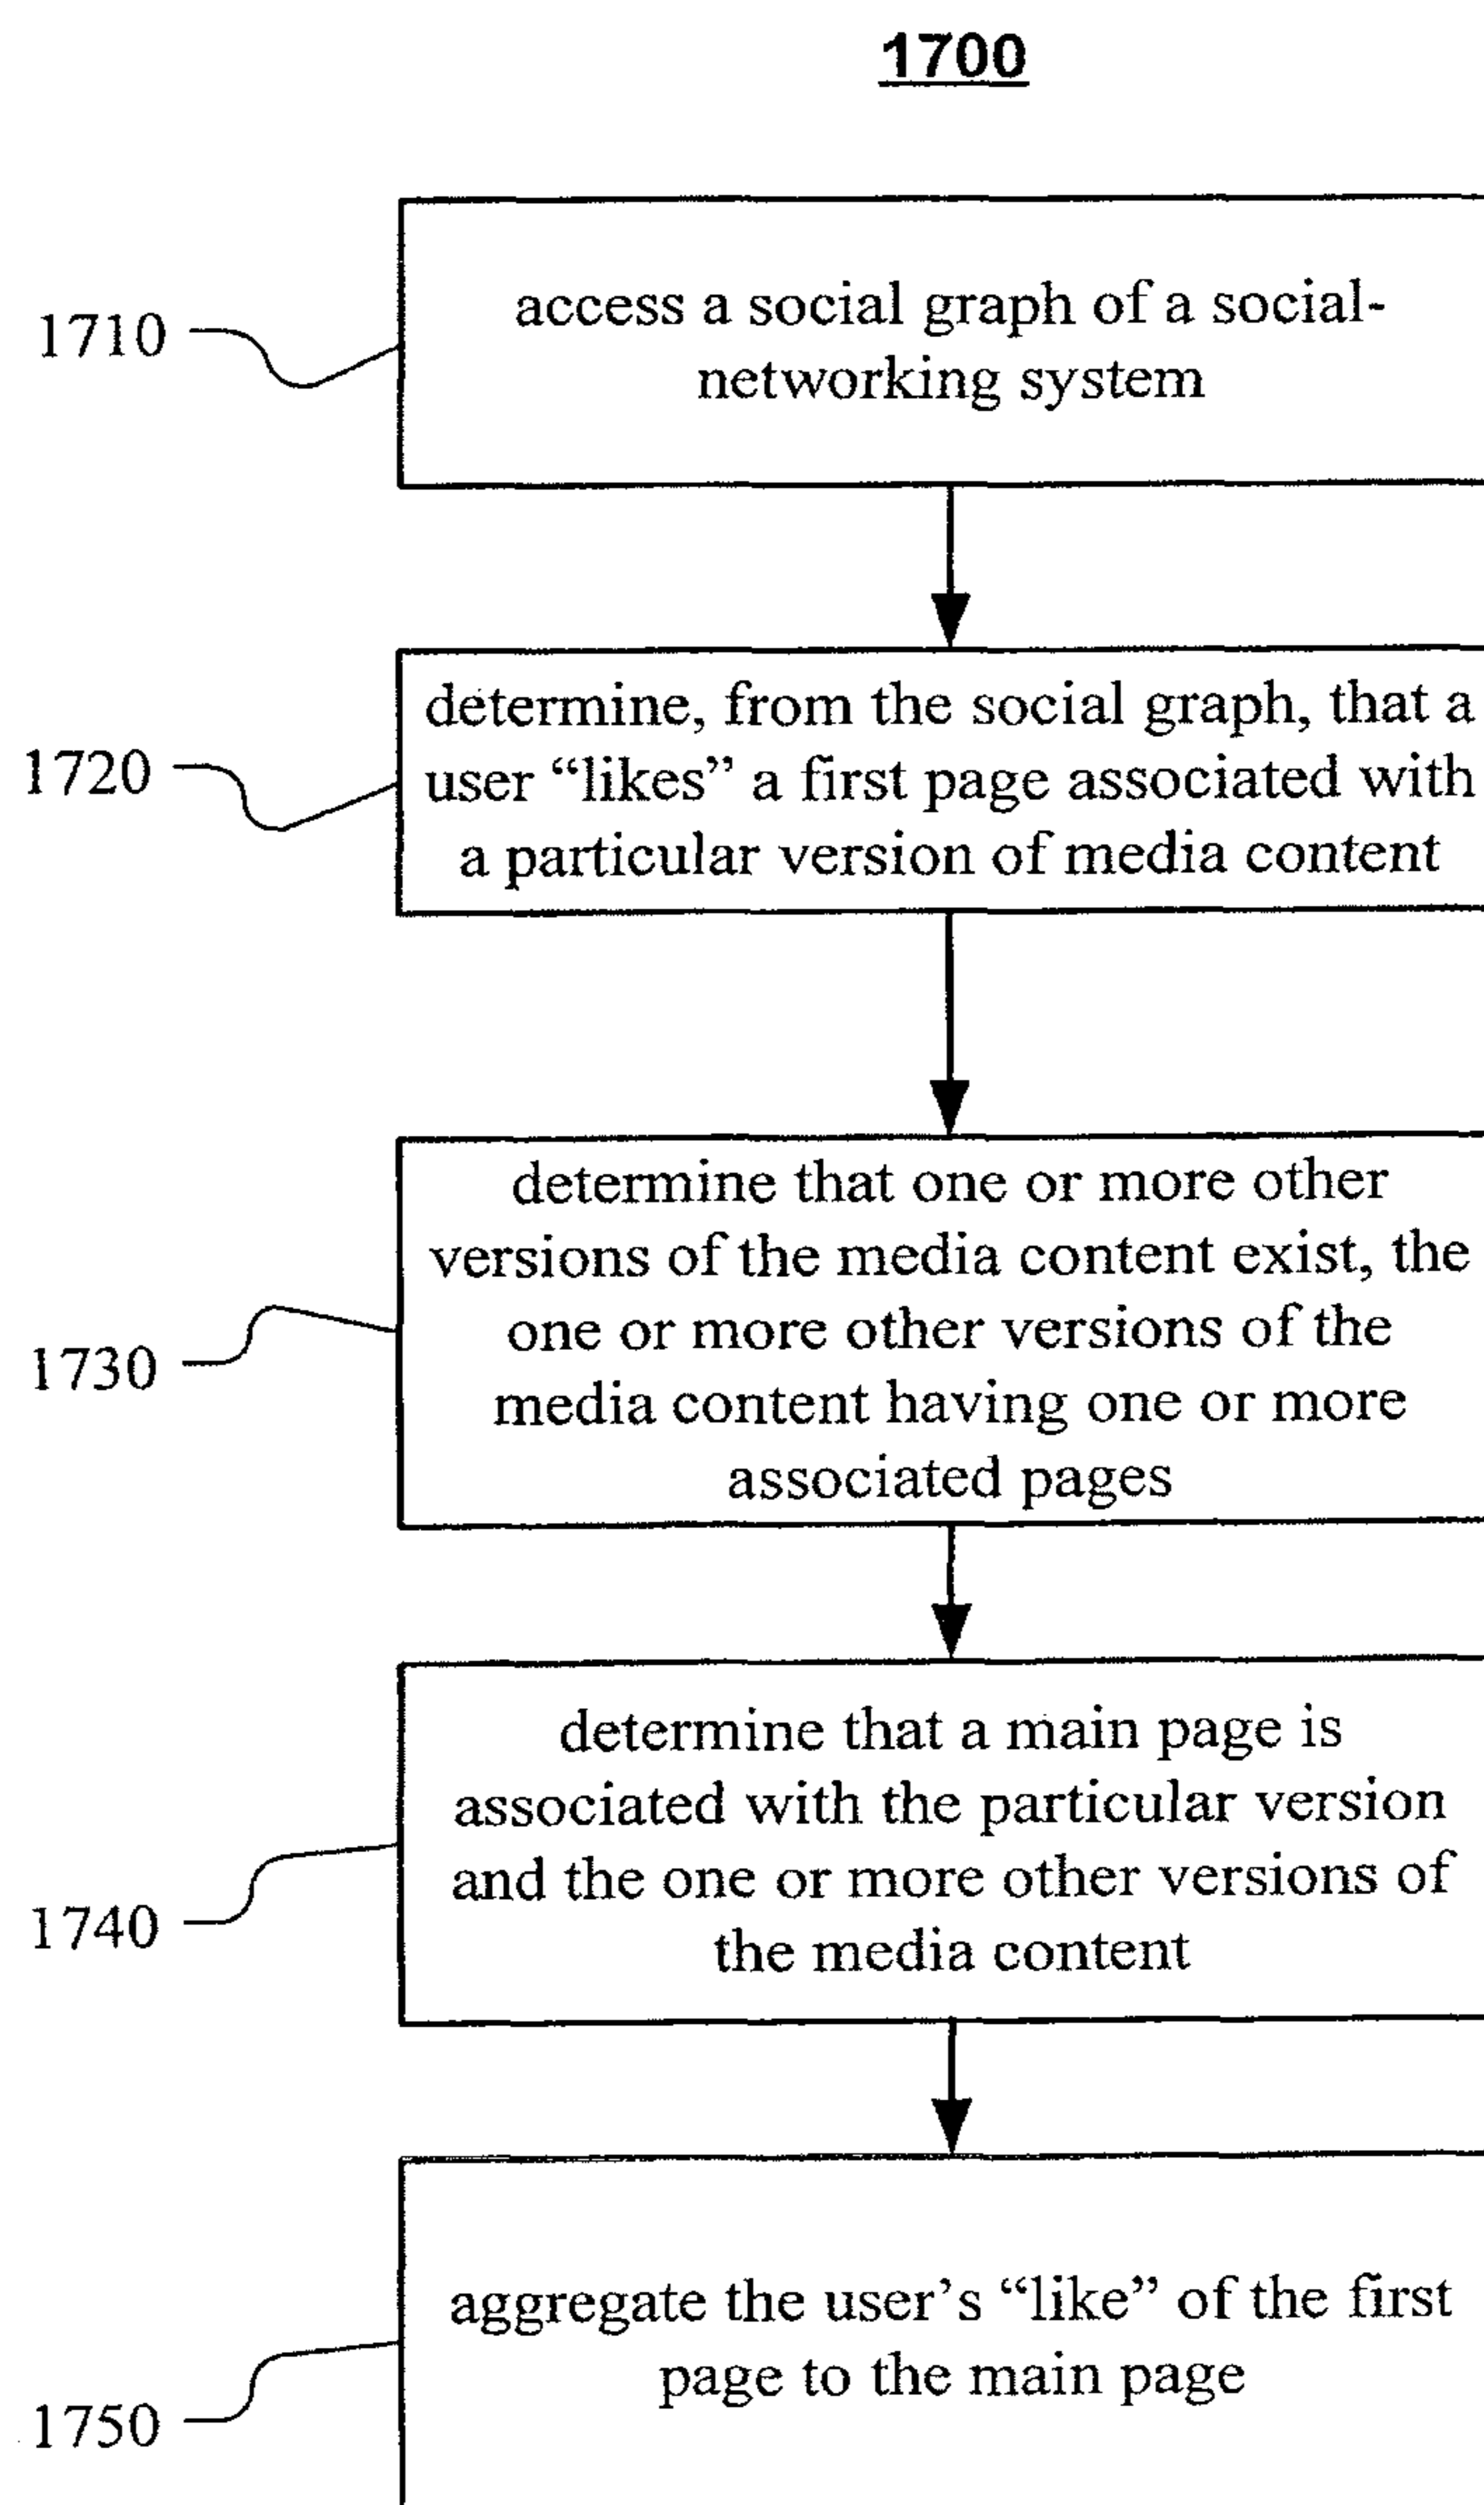 1700
1710
access a social graph of a social-
networking system
1720
determine, from the social graph, that a
user “likes” a first page associated with
a particular version of media content
1730
determine that one or more other
versions of the media content exist, the
one or more other versions of the
media content having one or more
associated pages
1740
determine that a main page is
associated with the particular version
and the one or more other versions of
the media content
1750
aggregate the user’s “like” of the first
page to the main page